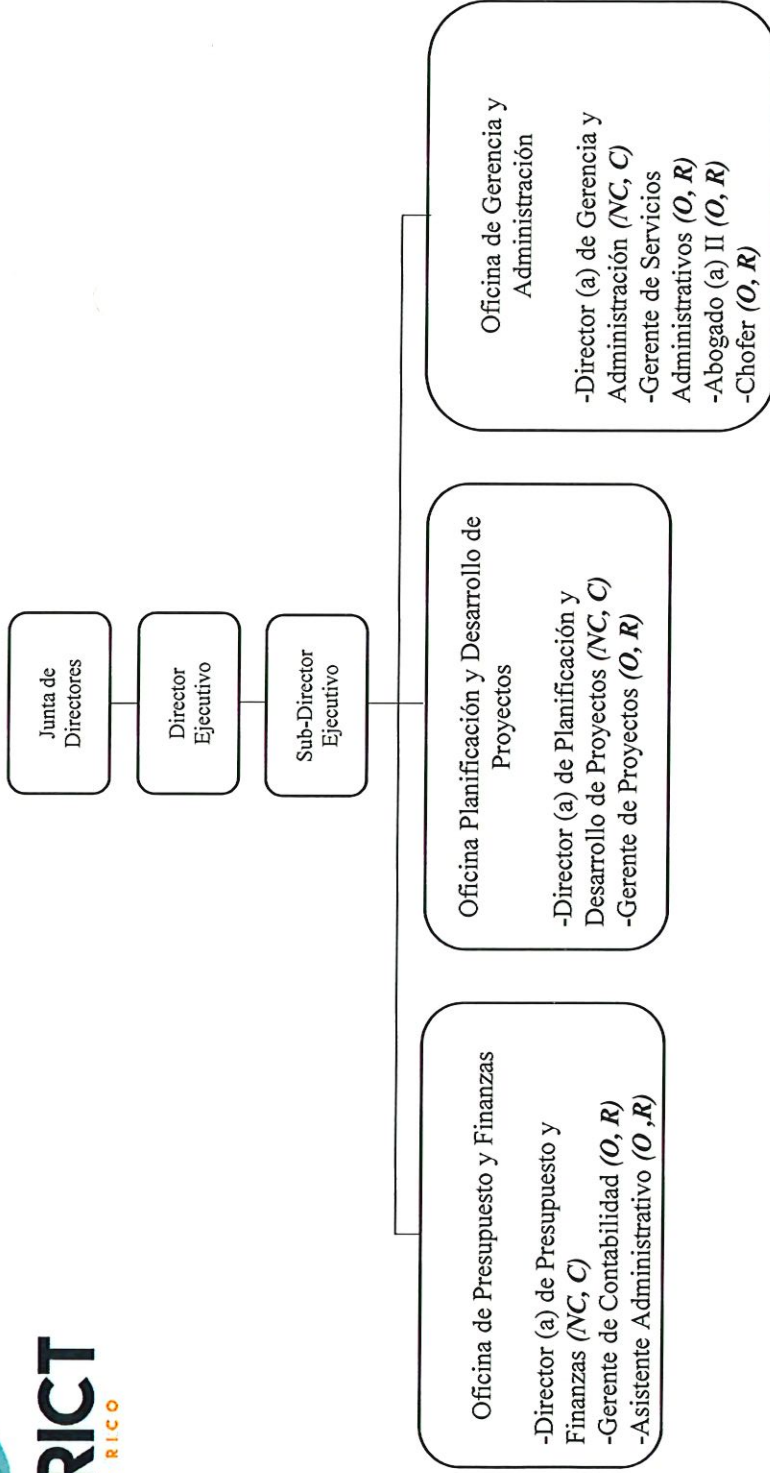 RICT
RICO
Junta de
Directores
Director
Ejecutivo
Sub-Director
Ejecutivo
Oficina de Presupuesto y Finanzas
-Director (a) de Presupuesto y
Finanzas (NC, C)
-Gerente de Contabilidad (O, R)
-Asistente Administrativo (O ,R)
Oficina Planificación y Desarrollo de
Proyectos
-Director (a) de Planificación y
Desarrollo de Proyectos (NC, C)
-Gerente de Proyectos (O, R)
Oficina de Gerencia y
Administración
-Director (a) de Gerencia y
Administración (NC, C)
-Gerente de Servicios
Administrativos (O, R)
-Abogado (a) II (O, R)
-Chofer (O, R)